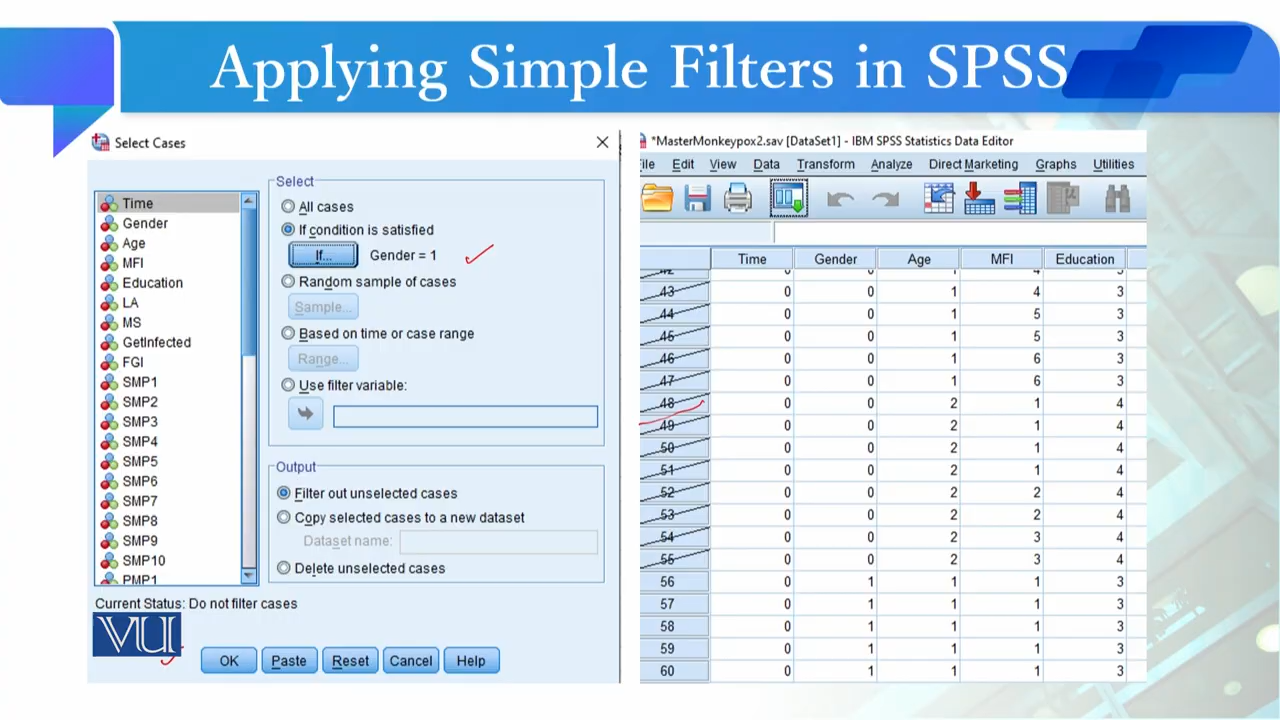 Applying Simple Filters in SPSS
Select Cases
Time
Gender
Age
MFI
Education
LA
MS
GetInfected
FGI
SMP1
SMP2
SMP3
SMP4
SMP5
SMP6
SMP7
SMP8
SMP9
SMP10
PMP1
Select
All cases
If condition is satisfied
If... Gender = 1
Random sample of cases
Sample...
Based on time or case range
Range...
Use filter variable:
Output
Filter out unselected cases
Copy selected cases to a new dataset
Dataset name:
Delete unselected cases
Current Status: Do not filter cases
VU
OK Paste Reset Cancel Help
*MasterMonkeypox2.sav [DataSet1] - IBM SPSS Statistics Data Editor
ile Edit View Data Transform Analyze Direct Marketing Graphs Utilities
Time Gender Age MFI Education
42 0 0 1 4 3
43 0 0 1 4 3
44 0 0 1 5 3
45 0 0 1 5 3
46 0 0 1 6 3
47 0 0 1 6 3
48 0 0 2 1 4
49 0 0 2 1 4
50 0 0 2 1 4
51 0 0 2 1 4
52 0 0 2 2 4
53 0 0 2 2 4
54 0 0 2 3 4
55 0 0 2 3 4
56 0 1 1 1 3
57 0 1 1 1 3
58 0 1 1 1 3
59 0 1 1 1 3
60 0 1 1 1 3